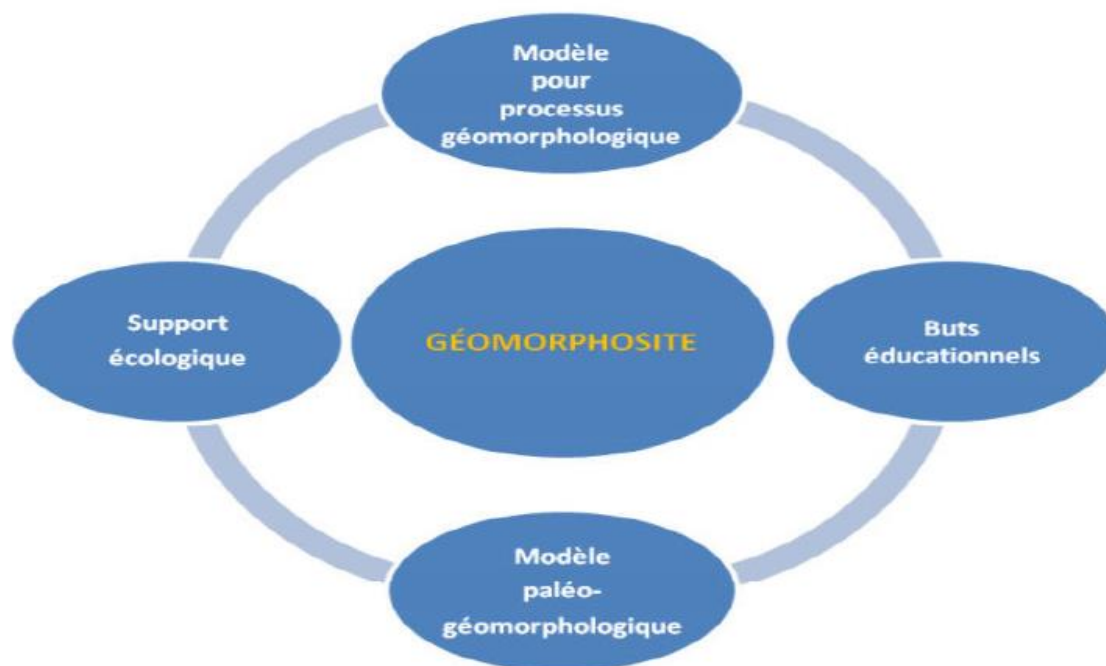 Modèle
pour
processus
géomorphologique
Support
écologique
GÉOMORPHOSITE
Buts
éducationnels
Modèle
paléo-
géomorphologique